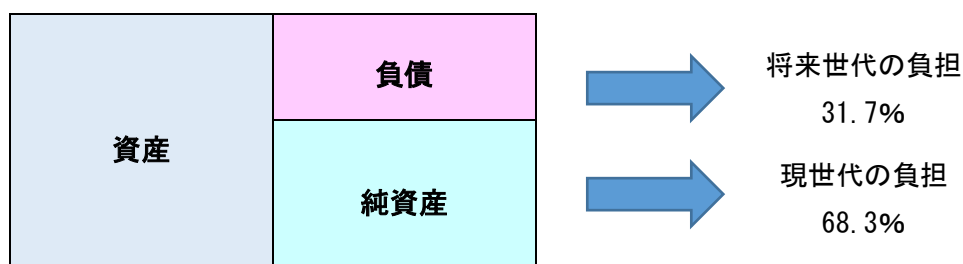 資産
負債
純資産
将来世代の負担
31.7%
現世代の負担
68.3%